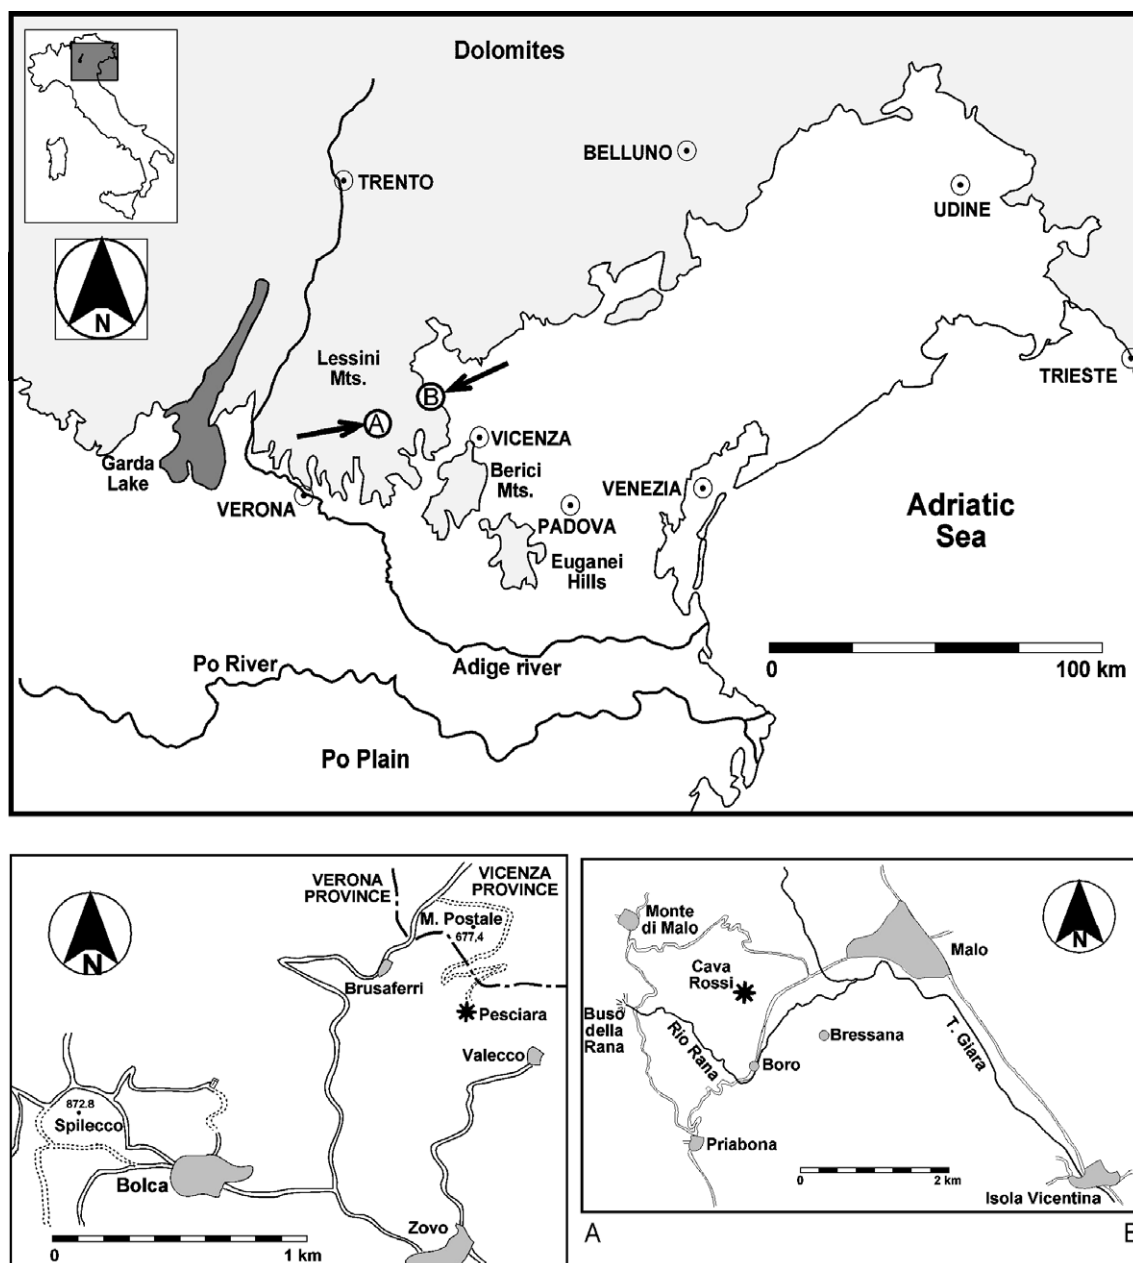 Dolomites
BELLUNO
TRENTO
UDINE
N
Lessini
Mts.
B
TRIESTE
A
VICENZA
Garda
Lake
Berici
Mts.
VENEZIA
VERONA
PADOVA
Adriatic
Sea
Euganei
Hills
Po River
Adige river
0
100 km
Po Plain
VERONA
PROVINCE
VICENZA
PROVINCE
M. Postale
677,4
N
Brusaferri
Pesciara
Valecco
872.8
Spilecco
Bolca
Zovo
0
1 km
Monte
di Malo
N
Malo
Cava
Rossi
Buso
della
Rana
Rio Rana
Bressana
T. Giara
Boro
Priabona
0
2 km
Isola Vicentina
A